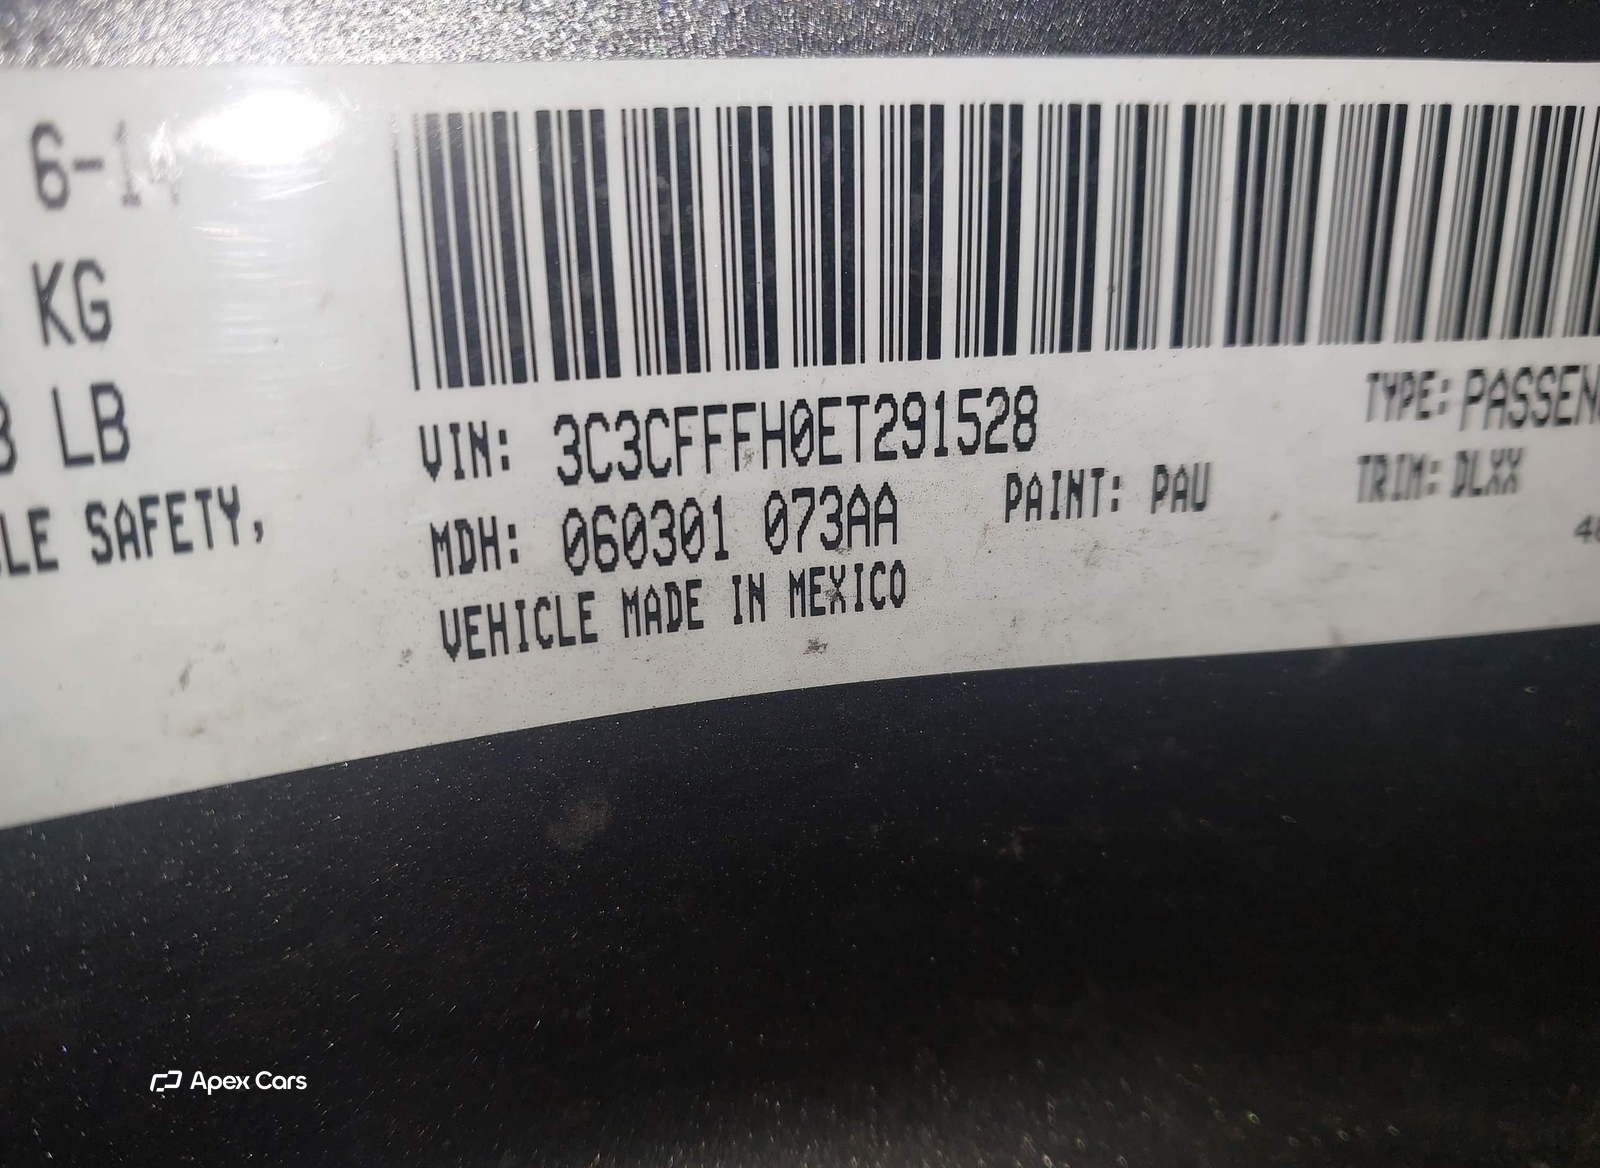 6-14
KG
LB
LE SAFETY,
VIN: 3C3CFFFH0ET291528
TYPE: PASSEN
MDH: 060301 073AA
PAINT: PAU
TRIM: DLXX
VEHICLE MADE IN MEXICO
Apex Cars